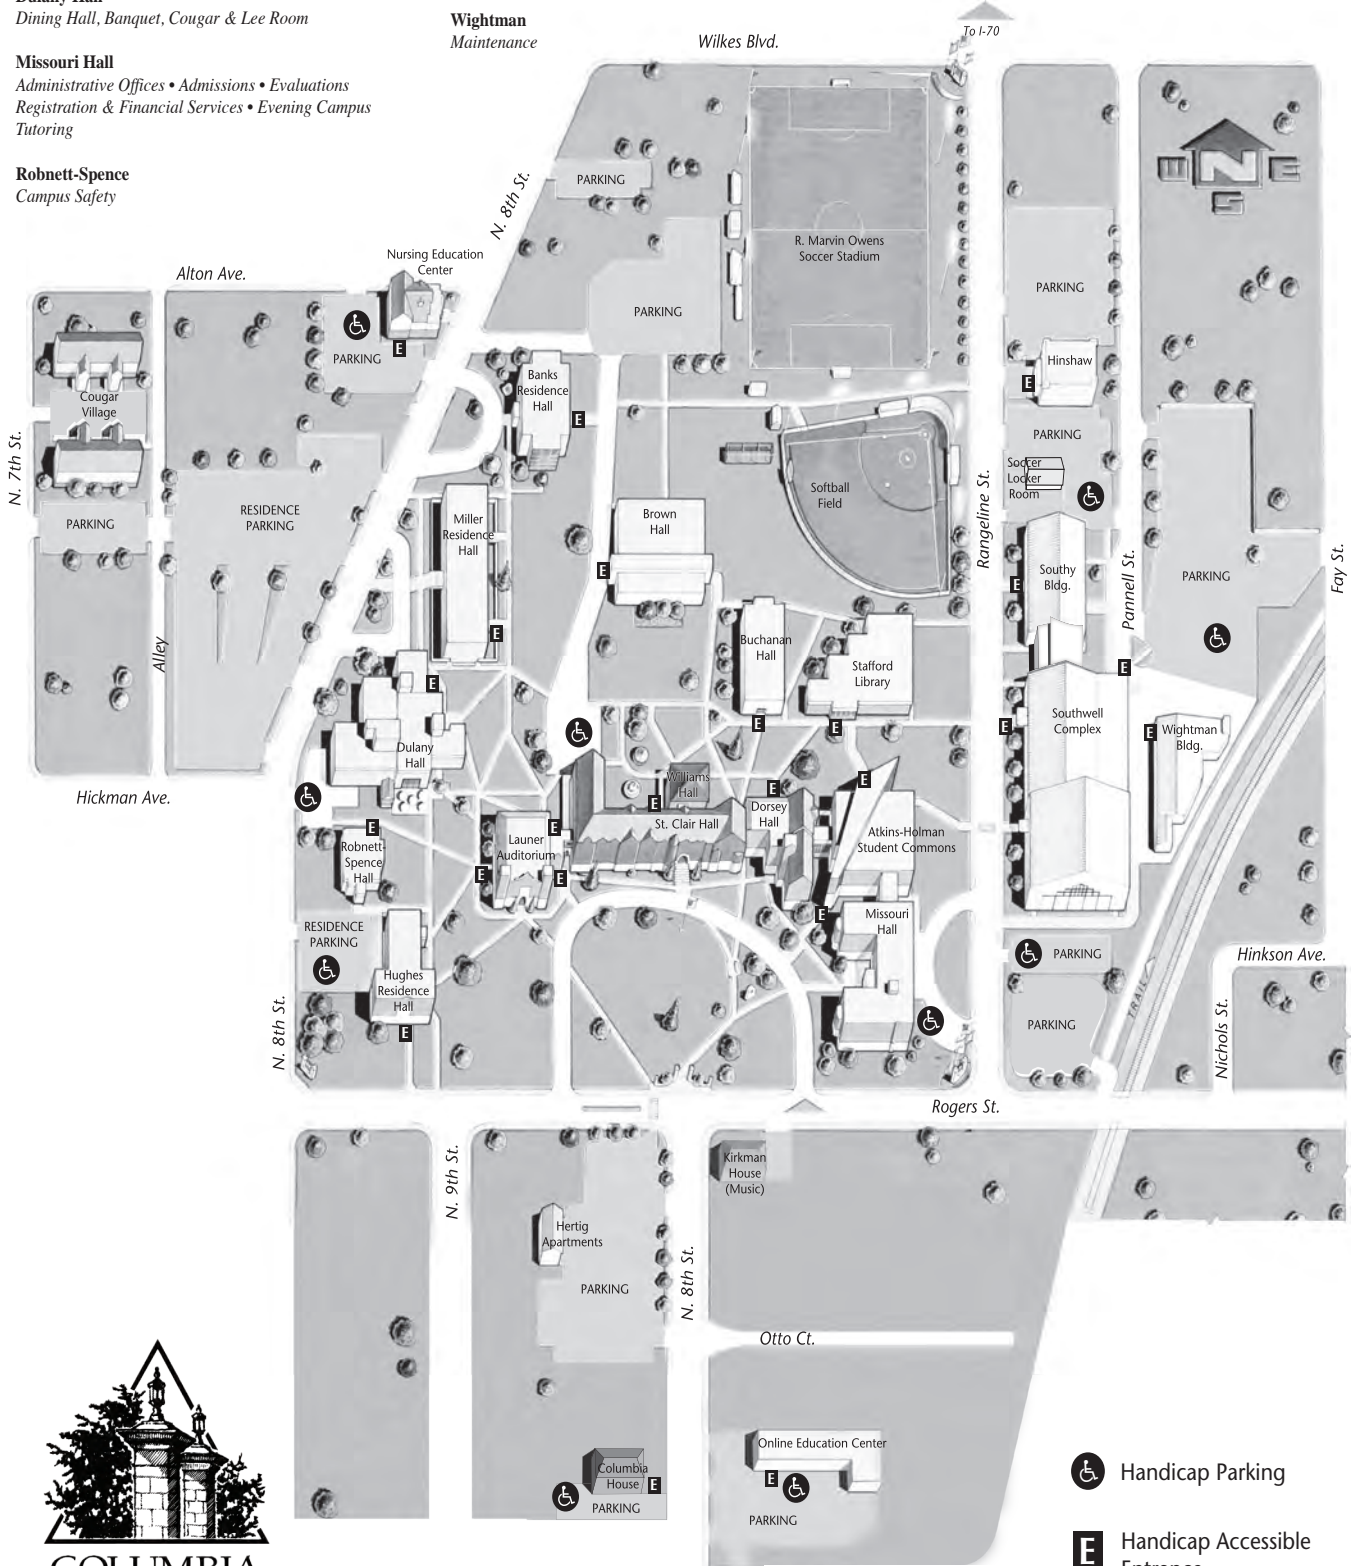 Dulany Hall
Dining Hall, Banquet, Cougar & Lee Room
Missouri Hall
Administrative Offices • Admissions • Evaluations
Registration & Financial Services • Evening Campus
Tutoring
Robnett-Spence
Campus Safety
Wightman
Maintenance
To I-70
Wilkes Blvd.
N. 8th St.
PARKING
R. Marvin Owens
Soccer Stadium
N
W
E
S
Nursing Education
Center
Alton Ave.
PARKING
PARKING
PARKING
E
Hinshaw
E
Banks
Residence
Hall
E
Cougar
Village
N. 7th St.
PARKING
PARKING
RESIDENCE
PARKING
Soccer
Locker
Room
Softball
Field
Rangeline St.
Miller
Residence
Hall
E
Brown
Hall
E
Southy
Bldg.
E
Pannell St.
PARKING
Fay St.
Alley
Buchanan
Hall
E
Stafford
Library
E
E
Southwell
Complex
E
E
Wightman
Bldg.
E
Dulany
Hall
Hickman Ave.
Williams
Hall
E
St. Clair Hall
E
Dorsey
Hall
E
Atkins-Holman
Student Commons
E
Robnett-
Spence
Hall
Launer
Auditorium
E
E
E
E
Missouri
Hall
RESIDENCE
PARKING
PARKING
Hinkson Ave.
Hughes
Residence
Hall
E
N. 8th St.
PARKING
TRAIL
Nichols St.
Rogers St.
Kirkman
House
(Music)
N. 9th St.
Hertig
Apartments
PARKING
N. 8th St.
Otto Ct.
Online Education Center
E
PARKING
Columbia
House
E
PARKING
Handicap Parking
E
Handicap Accessible
Entrance
COLUMBIA